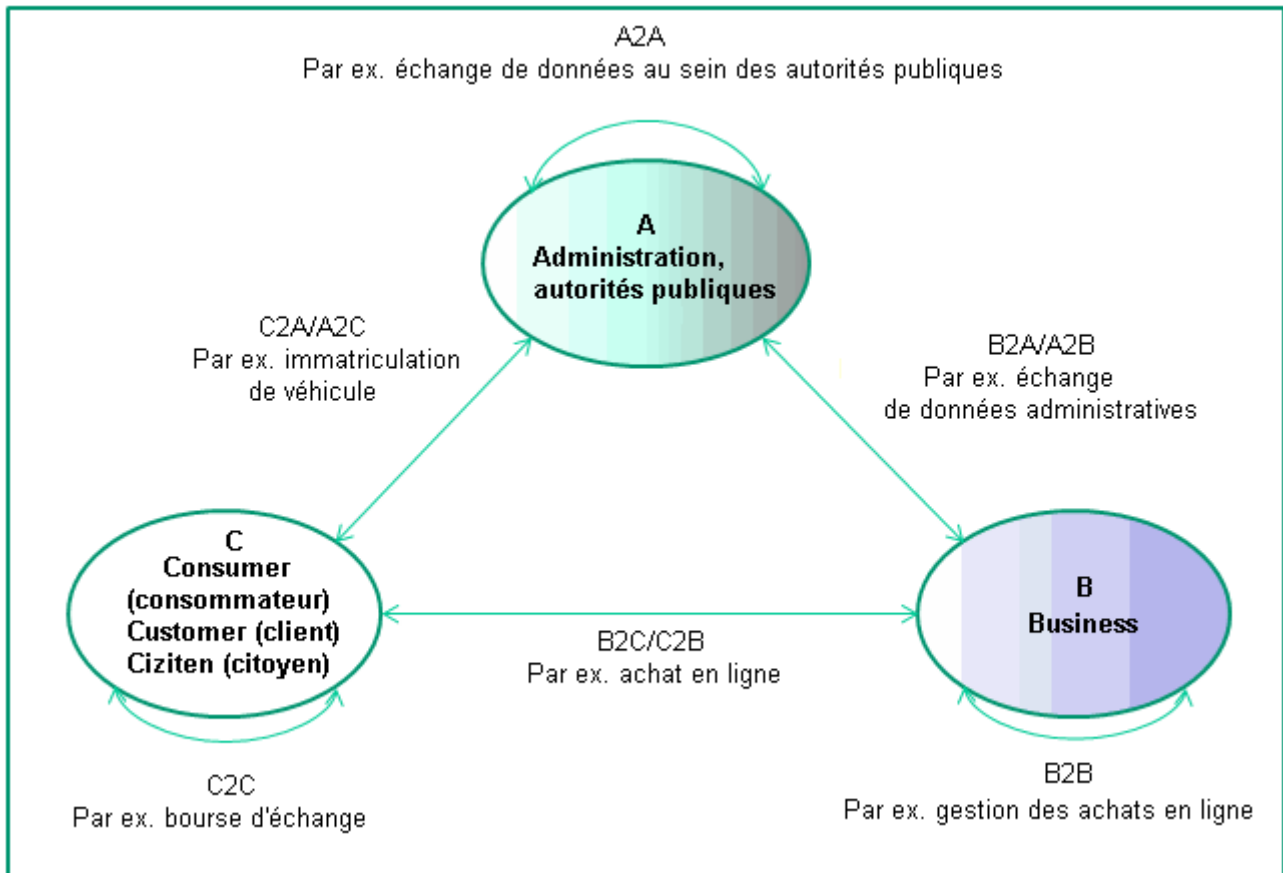 A2A
Par ex. échange de données au sein des autorités publiques
A
Administration,
autorités publiques
C2A/A2C
Par ex. immatriculation
de véhicule
B2A/A2B
Par ex. échange
de données administratives
C
Consumer
(consommateur)
Customer (client)
Ciziten (citoyen)
B
Business
B2C/C2B
Par ex. achat en ligne
C2C
Par ex. bourse d'échange
B2B
Par ex. gestion des achats en ligne